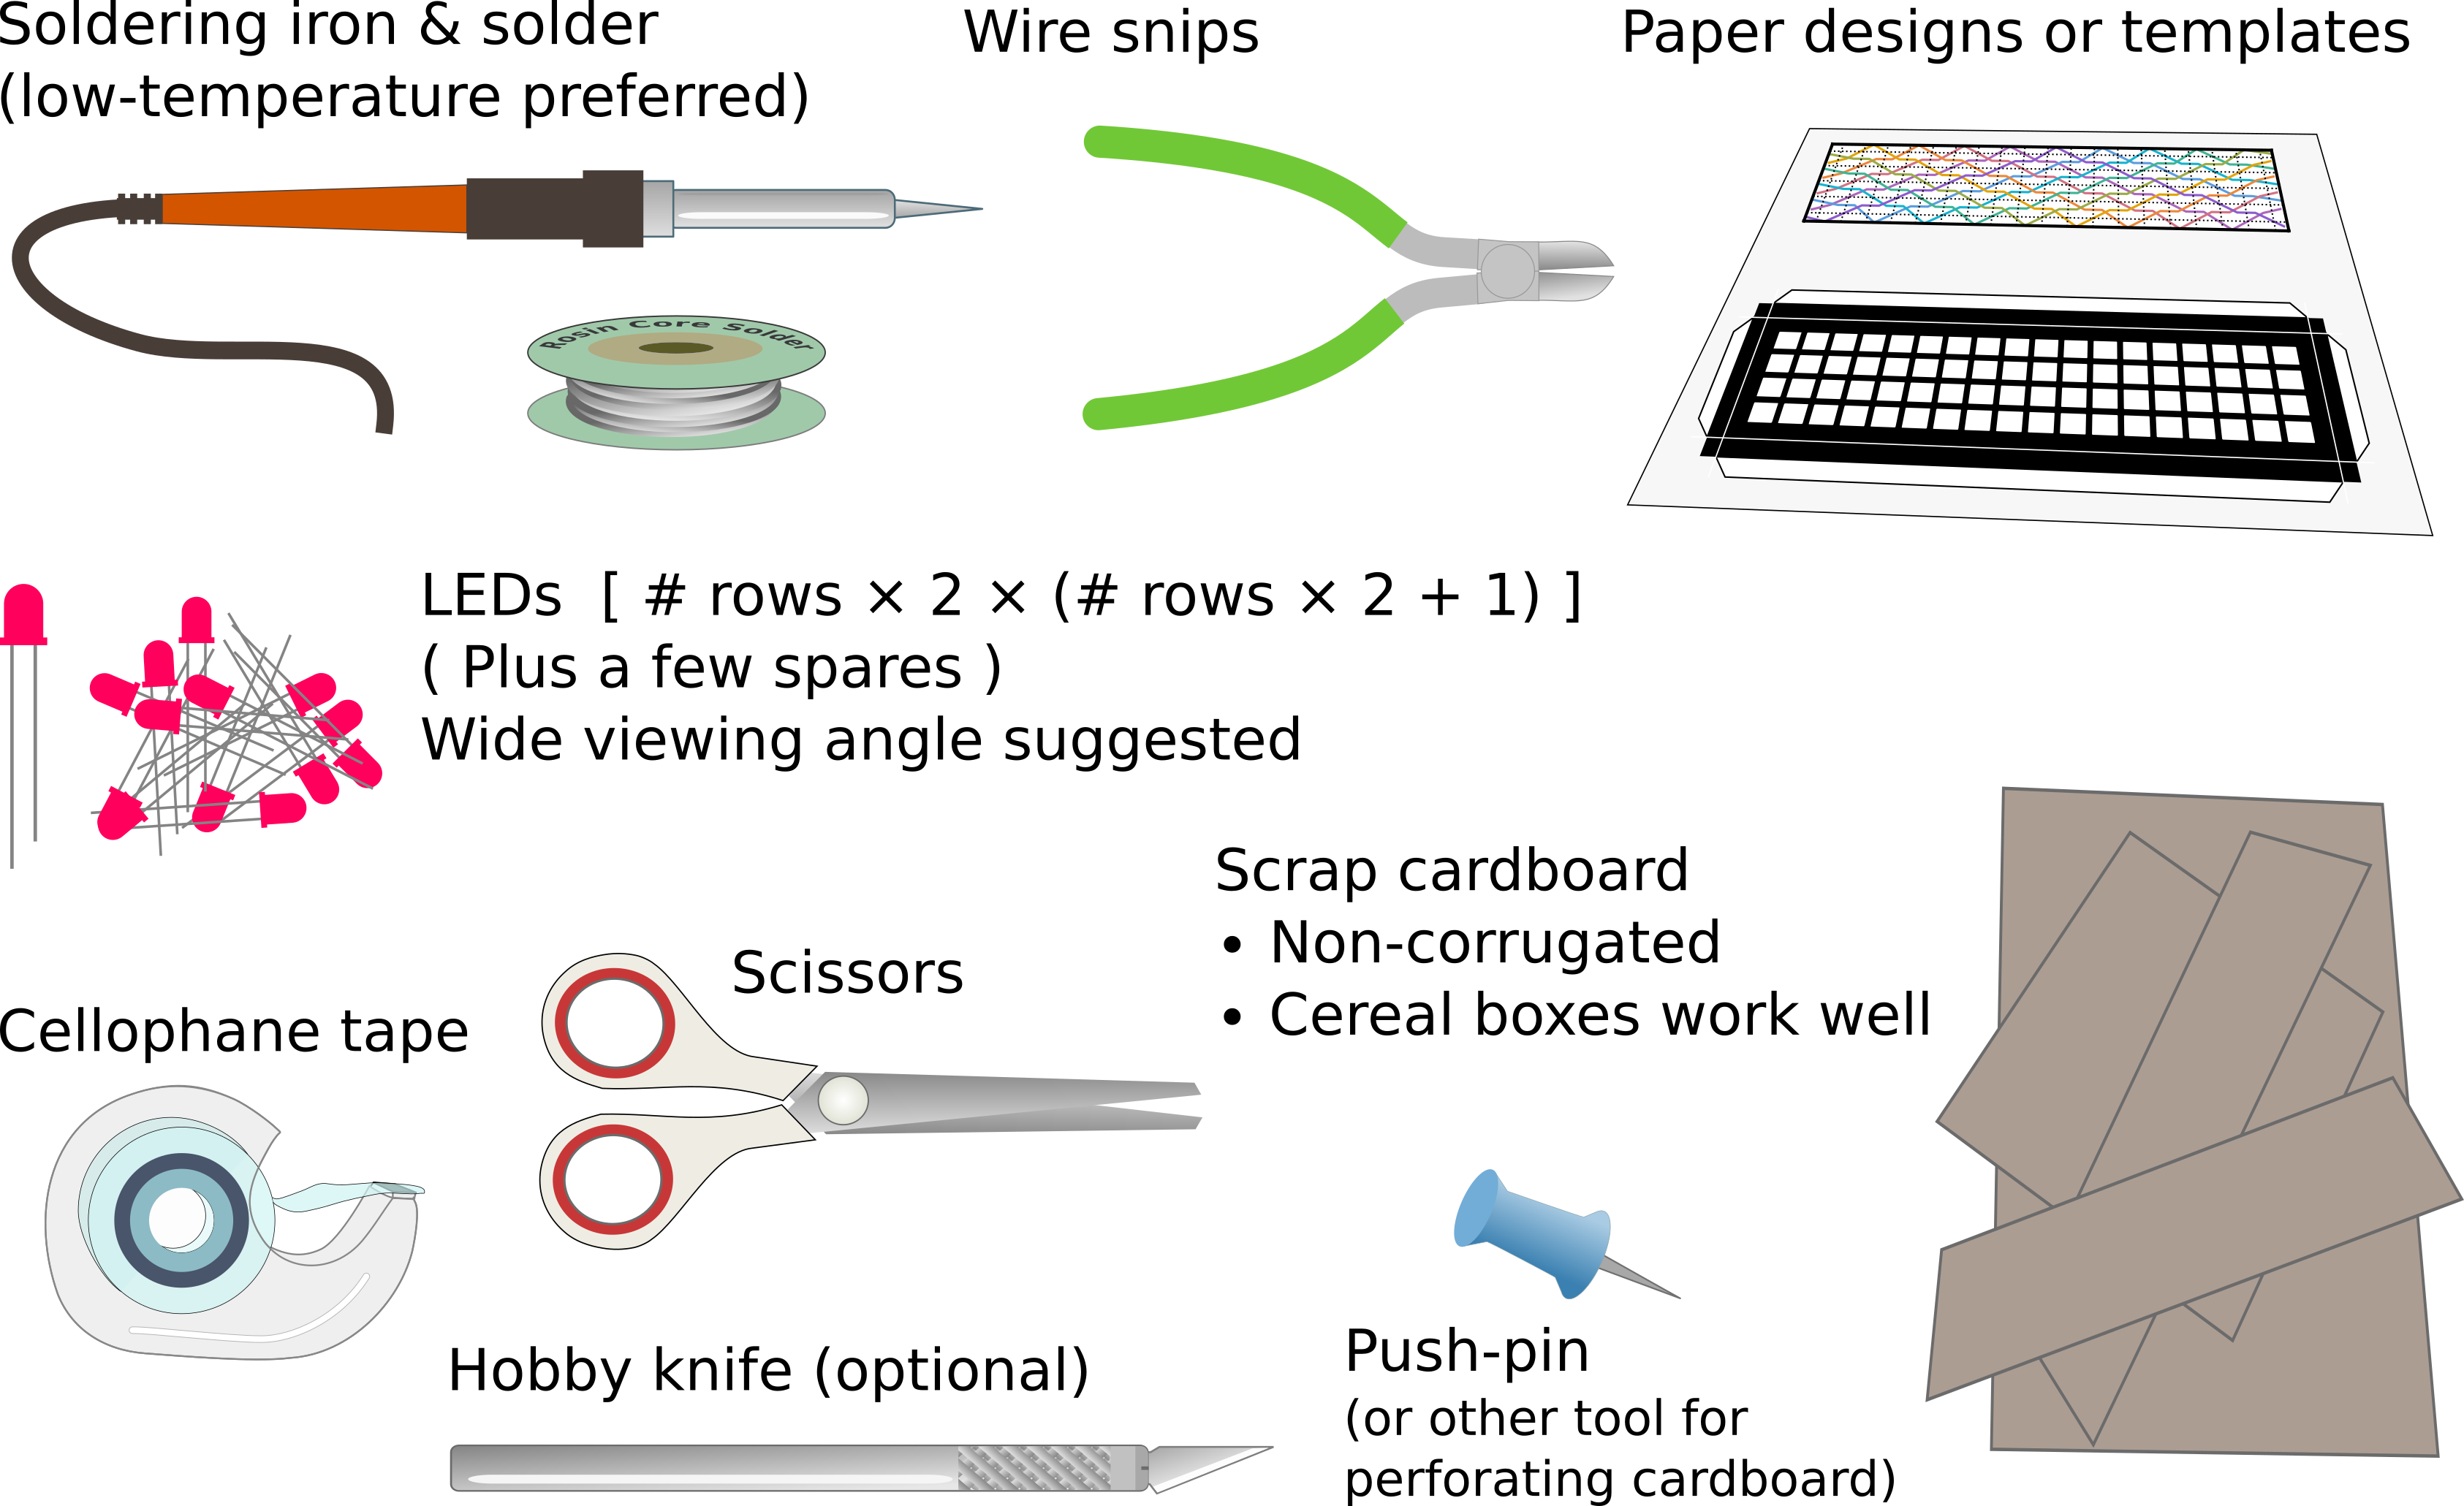 Soldering iron & solder
(low-temperature preferred)
Wire snips
Paper designs or templates
Rosin Core Solder
LEDs [ # rows × 2 × (# rows × 2 + 1) ]
( Plus a few spares )
Wide viewing angle suggested
Scrap cardboard
• Non-corrugated
• Cereal boxes work well
Scissors
Cellophane tape
Hobby knife (optional)
Push-pin
(or other tool for
perforating cardboard)